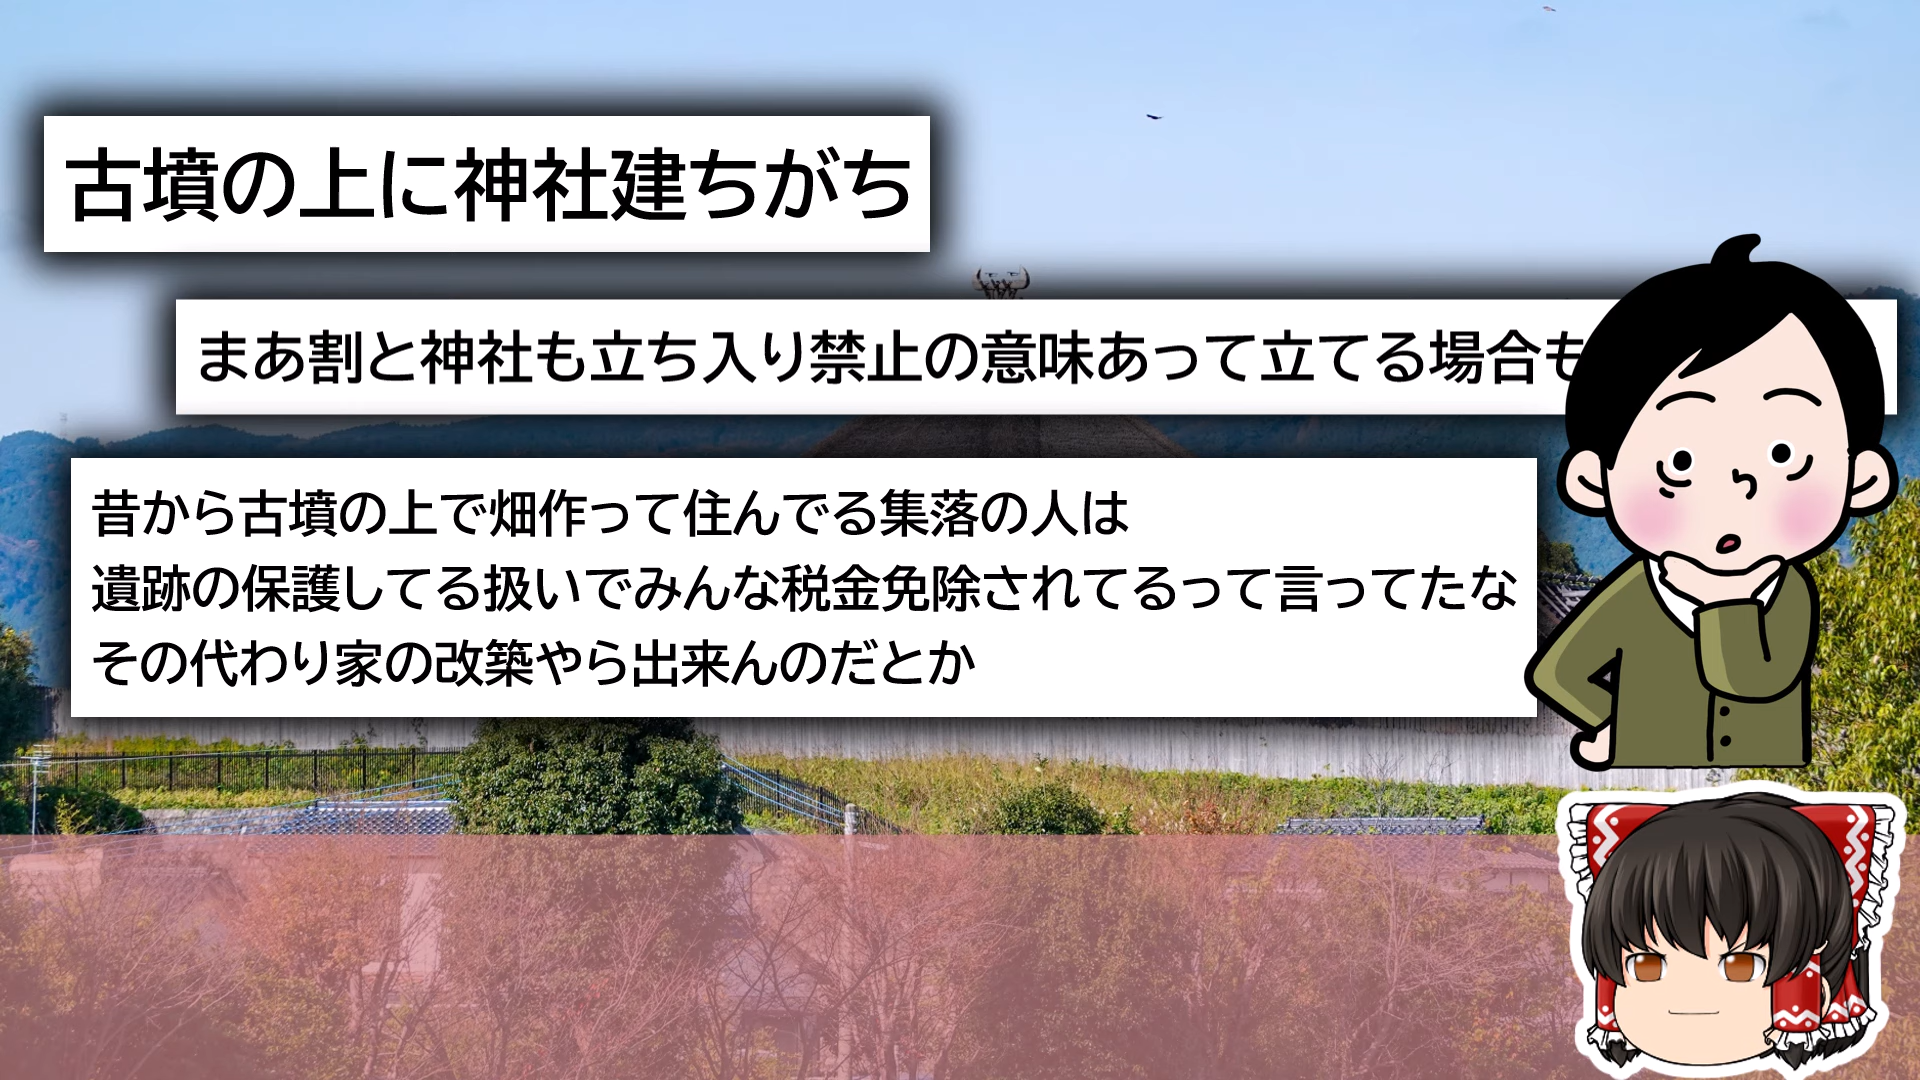 古墳の上に神社建ちがち
まあ割と神社も立ち入り禁止の意味あって立てる場合も
昔から古墳の上で畑作って住んでる集落の人は
遺跡の保護してる扱いでみんな税金免除されてるって言ってたな
その代わり家の改築やら出来んのだとか